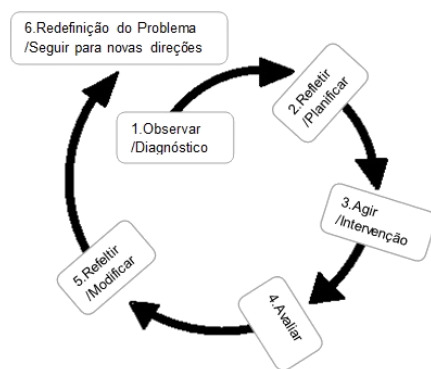 6.Redefinição do Problema
/Seguir para novas direções
1.Observar
/Diagnóstico
2.Refletir
/Planificar
3.Agir
/Intervenção
4.Avaliar
5.Refeltir
/Modificar